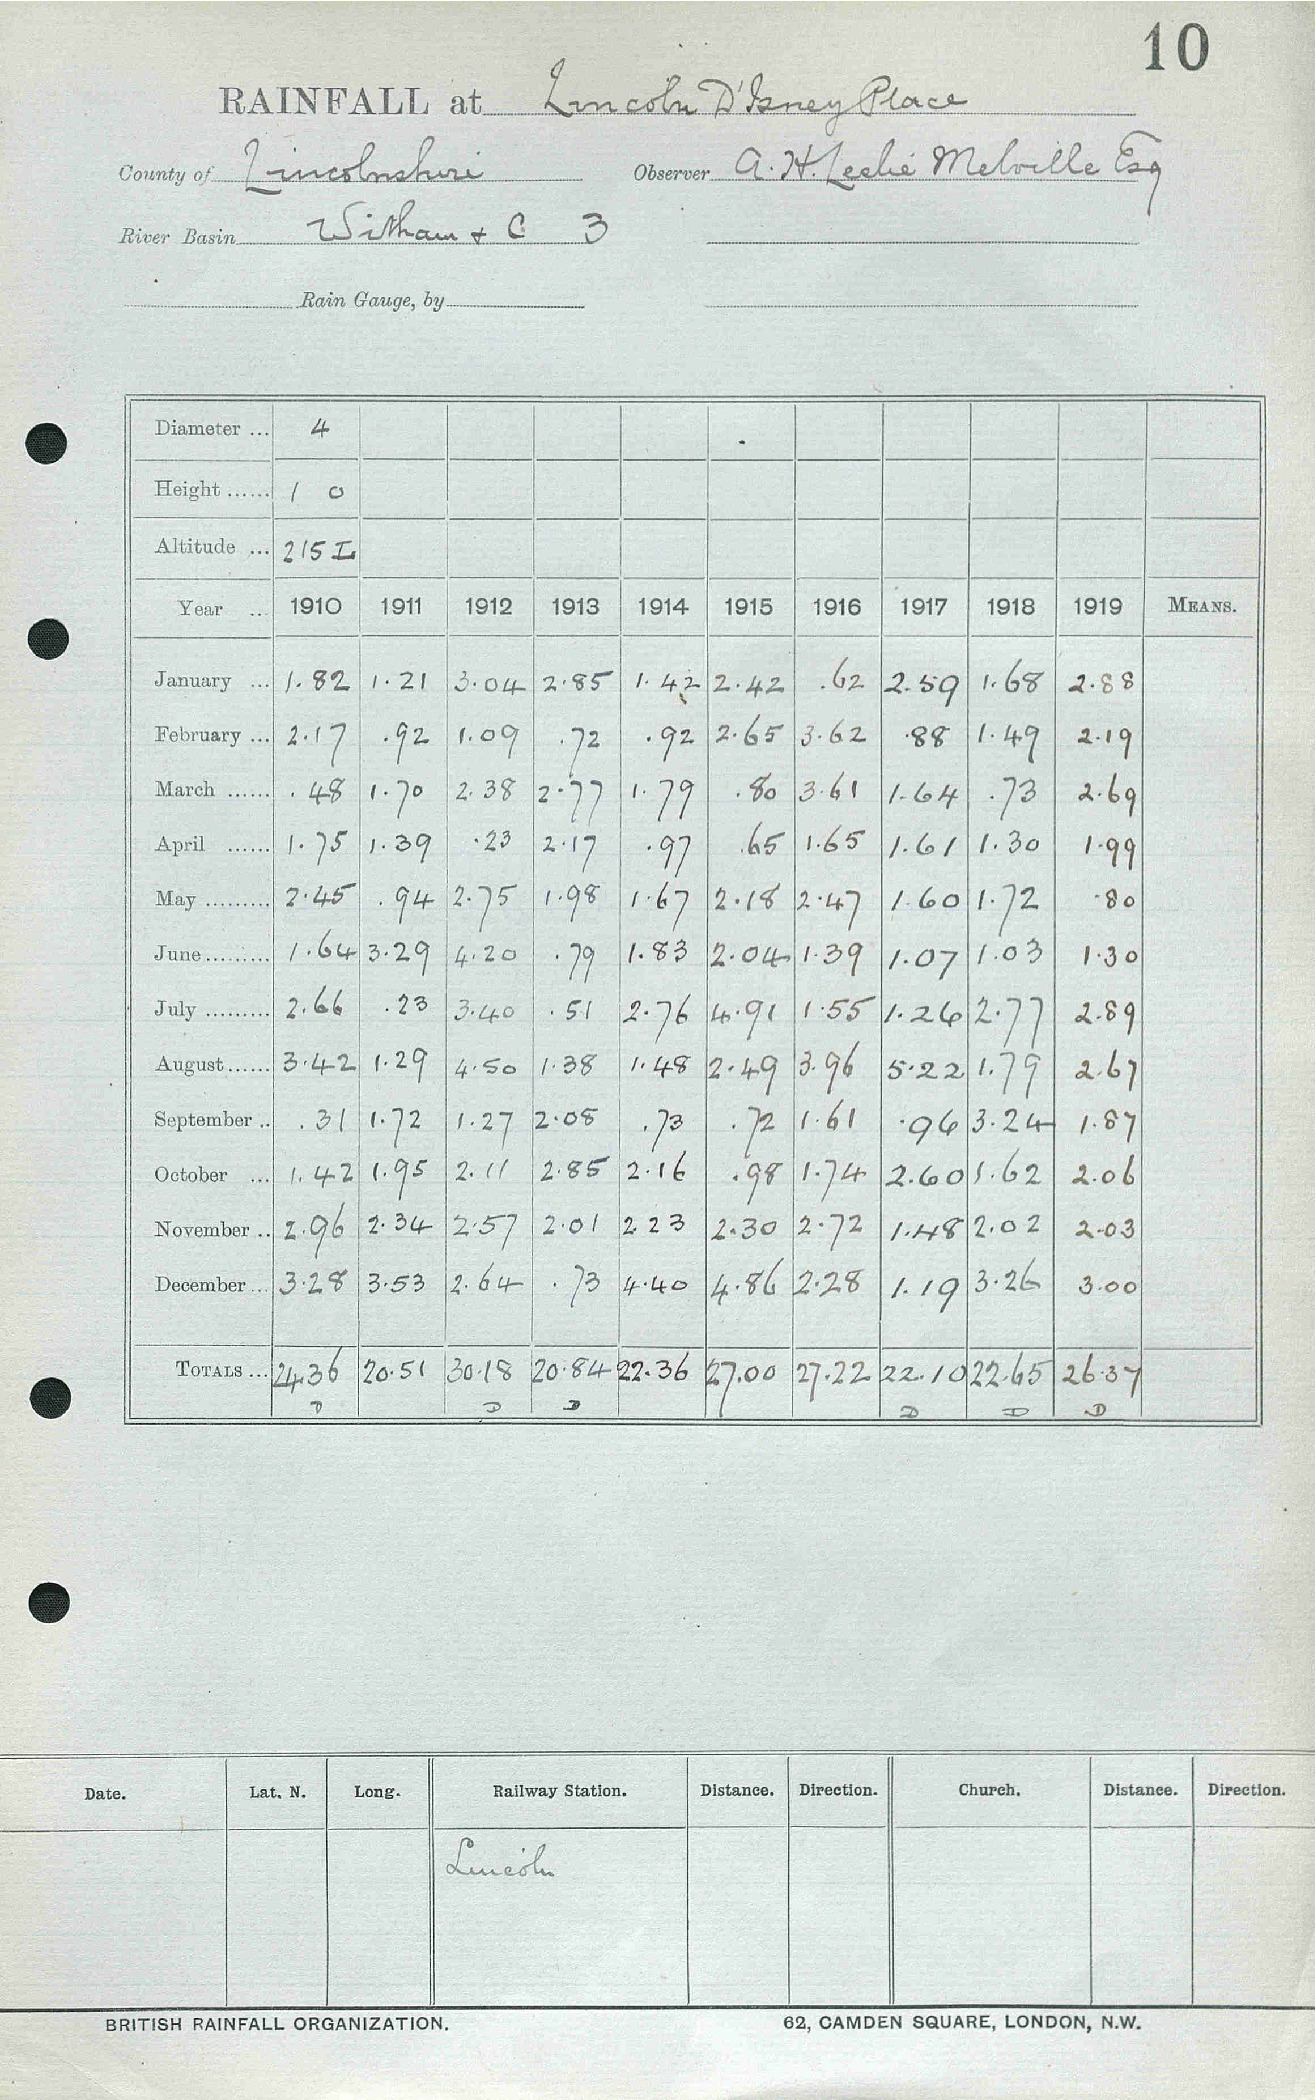 10
RAINFALL at Lincoln D'Isney Place
County of Lincolnshire Observer A. H. Leslie Melville Esq
River Basin Witham & C 3
Rain Gauge, by
Diameter ... 4
Height ...... 1 0
Altitude ... 215 I
Year ... 1910 1911 1912 1913 1914 1915 1916 1917 1918 1919 MEANS.
January ... 1.82 1.21 3.04 2.85 1.42 2.42 .62 2.59 1.68 2.88
February ... 2.17 .92 1.09 .72 .92 2.65 3.62 .88 1.49 2.19
March ...... .48 1.70 2.38 2.77 1.79 .80 3.61 1.64 .73 2.69
April ...... 1.75 1.39 .23 2.17 .97 .65 1.65 1.61 1.30 1.99
May ......... 2.45 .94 2.75 1.98 1.67 2.18 2.47 1.60 1.72 .80
June ......... 1.64 3.29 4.20 .79 1.83 2.04 1.39 1.07 1.03 1.30
July ......... 2.66 .23 3.40 .51 2.76 4.91 1.55 1.26 2.77 2.89
August ...... 3.42 1.29 4.50 1.38 1.48 2.49 3.96 5.22 1.79 2.67
September .. .31 1.72 1.27 2.08 .73 .72 1.61 .96 3.24 1.87
October ... 1.42 1.95 2.11 2.85 2.16 .98 1.74 2.60 1.62 2.06
November .. 2.96 2.34 2.57 2.01 2.23 2.30 2.72 1.48 2.02 2.03
December ... 3.28 3.53 2.64 .73 4.40 4.86 2.28 1.19 3.26 3.00
TOTALS ... 24.36 20.51 30.18 20.84 22.36 27.00 27.22 22.10 22.65 26.37
D D D D D D
Date. Lat. N. Long. Railway Station. Distance. Direction. Church. Distance. Direction.
Lincoln
BRITISH RAINFALL ORGANIZATION. 62, CAMDEN SQUARE, LONDON, N.W.